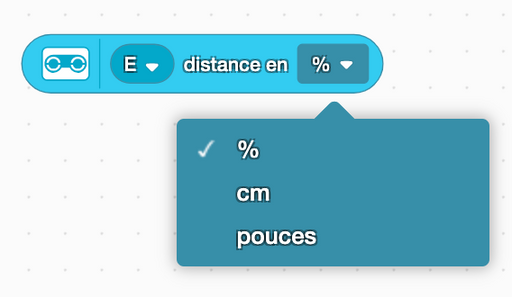 E distance en %
%
cm
pouces